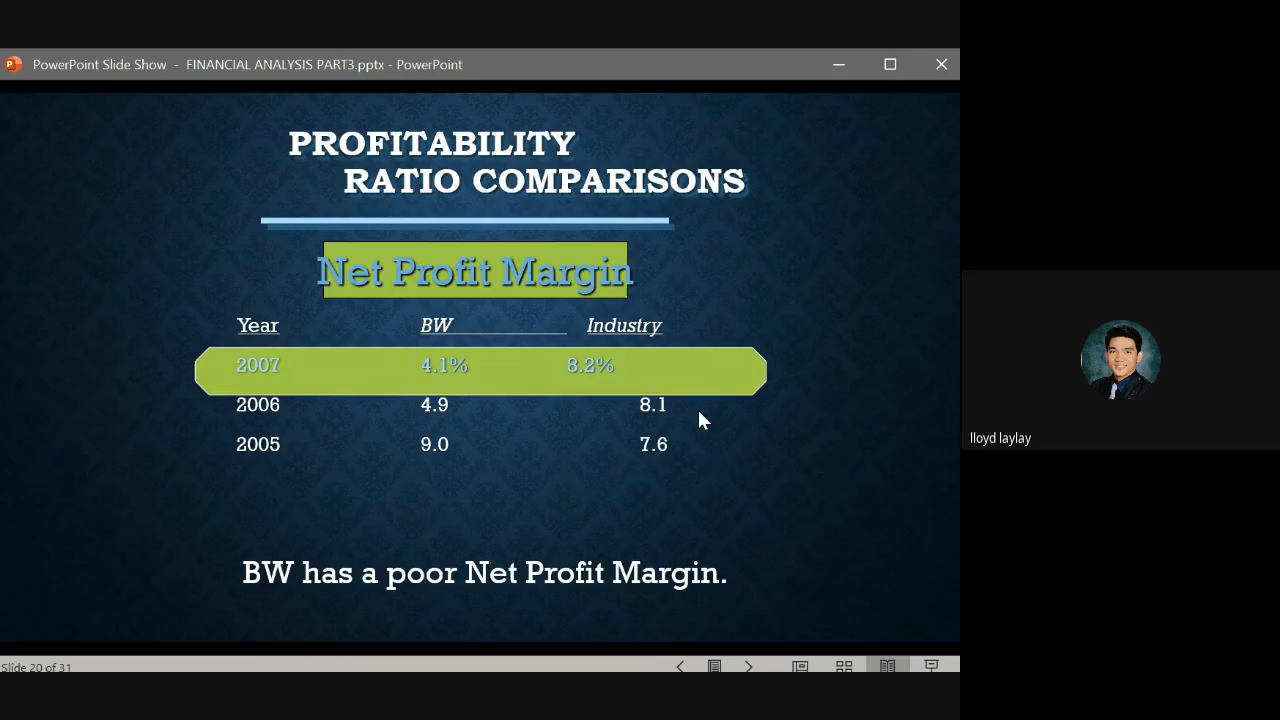 PowerPoint Slide Show - FINANCIAL ANALYSIS PART3.pptx - PowerPoint
PROFITABILITY
RATIO COMPARISONS
Net Profit Margin
Year BW Industry
2007 4.1% 8.2%
2006 4.9 8.1
2005 9.0 7.6
lloyd laylay
BW has a poor Net Profit Margin.
Slide 20 of 31